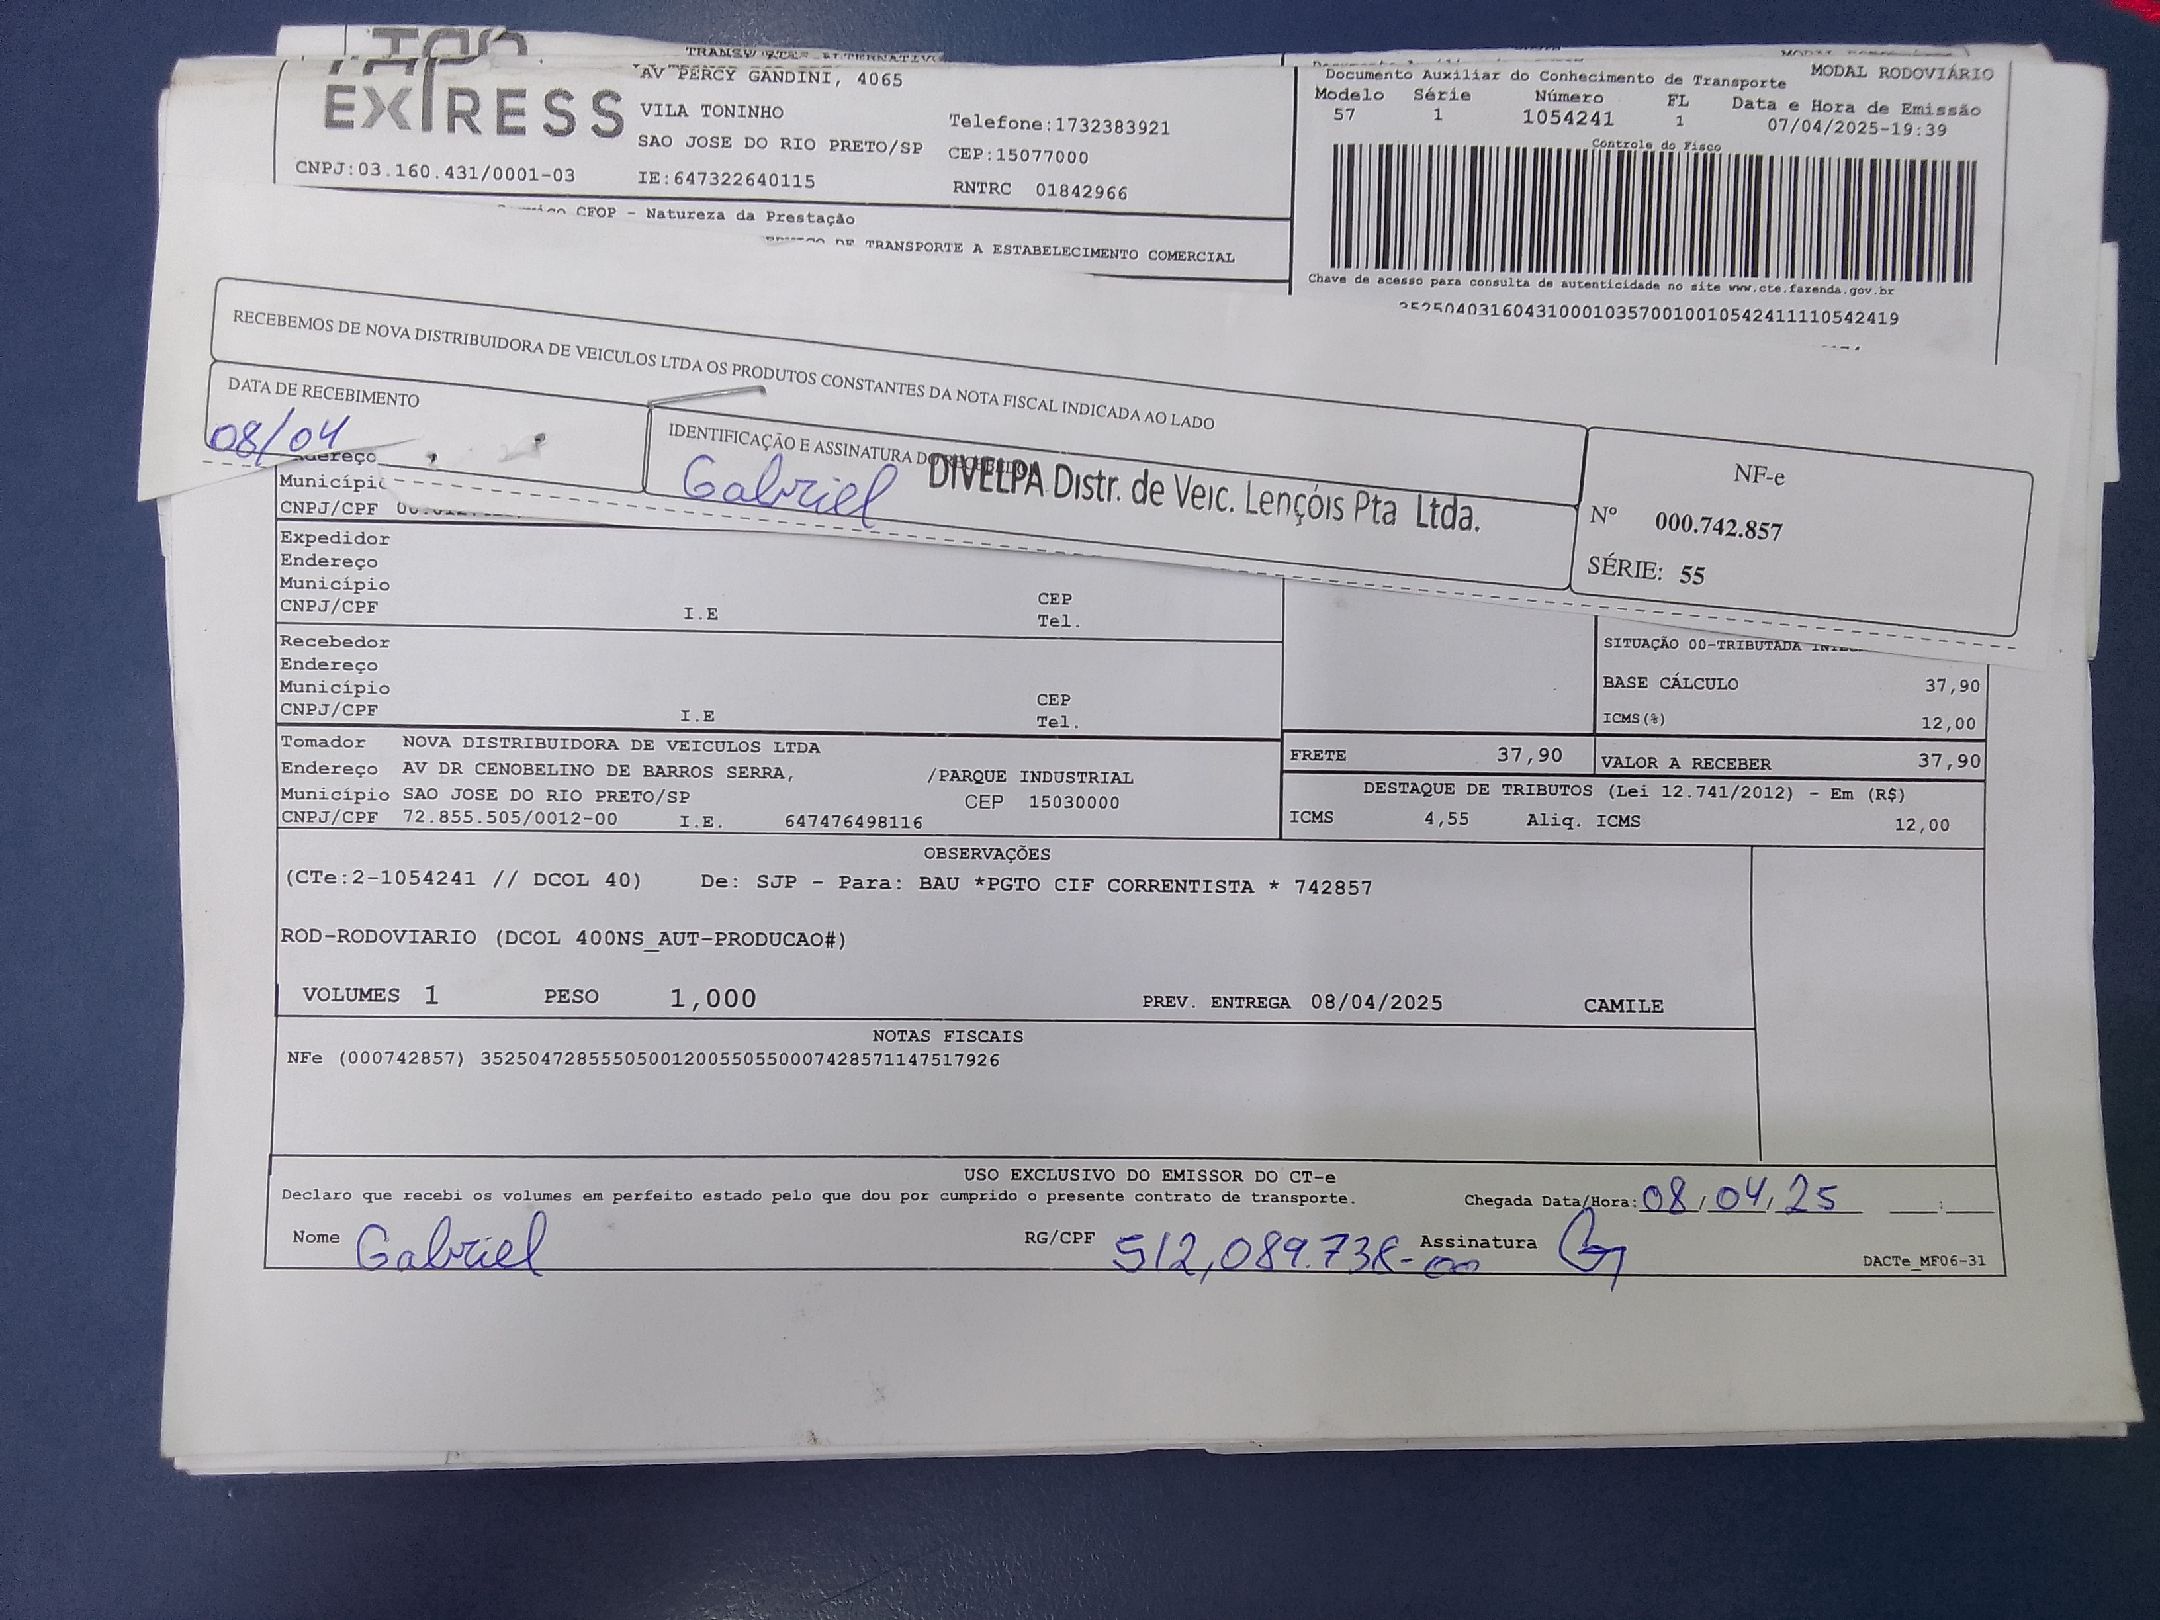 EXPRESS
AV PERCY GANDINI, 4065
VILA TONINHO
Telefone:1732383921
SAO JOSE DO RIO PRETO/SP CEP:15077000
CNPJ:03.160.431/0001-03 IE:647322640115 RNTRC 01842966
CFOP - Natureza da Prestação
DE TRANSPORTE A ESTABELECIMENTO COMERCIAL
Documento Auxiliar do Conhecimento de Transporte MODAL RODOVIÁRIO
Modelo Série Número FL Data e Hora de Emissão
57 1 1054241 1 07/04/2025-19:39
Controle do Fisco
Chave de acesso para consulta de autenticidade no site www.cte.fazenda.gov.br
35250403160431000103570010010542411110542419
RECEBEMOS DE NOVA DISTRIBUIDORA DE VEICULOS LTDA OS PRODUTOS CONSTANTES DA NOTA FISCAL INDICADA AO LADO
DATA DE RECEBIMENTO
08/04
IDENTIFICAÇÃO E ASSINATURA DO RECEBEDOR
Gabriel DIVELPA Distr. de Veic. Lençóis Pta Ltda.
NF-e
Nº 000.742.857
SÉRIE: 55
Endereço
Município
CNPJ/CPF
Expedidor
Endereço
Município CEP
CNPJ/CPF I.E Tel.
Recebedor
Endereço
Município CEP
CNPJ/CPF I.E Tel.
SITUAÇÃO 00-TRIBUTADA
BASE CÁLCULO 37,90
ICMS(%) 12,00
Tomador NOVA DISTRIBUIDORA DE VEICULOS LTDA
Endereço AV DR CENOBELINO DE BARROS SERRA, /PARQUE INDUSTRIAL
Município SAO JOSE DO RIO PRETO/SP CEP 15030000
CNPJ/CPF 72.855.505/0012-00 I.E. 647476498116
FRETE 37,90 VALOR A RECEBER 37,90
DESTAQUE DE TRIBUTOS (Lei 12.741/2012) - Em (R$)
ICMS 4,55 Aliq. ICMS 12,00
OBSERVAÇÕES
(CTe:2-1054241 // DCOL 40) De: SJP - Para: BAU *PGTO CIF CORRENTISTA * 742857
ROD-RODOVIARIO (DCOL 400NS_AUT-PRODUCAO#)
VOLUMES 1 PESO 1,000 PREV. ENTREGA 08/04/2025 CAMILE
NOTAS FISCAIS
NFe (000742857) 35250472855505001200550550007428571147517926
USO EXCLUSIVO DO EMISSOR DO CT-e
Declaro que recebi os volumes em perfeito estado pelo que dou por cumprido o presente contrato de transporte. Chegada Data/Hora: 08/04/25 :
Nome Gabriel RG/CPF 512,089.738-00 Assinatura
DACTe_MF06-31